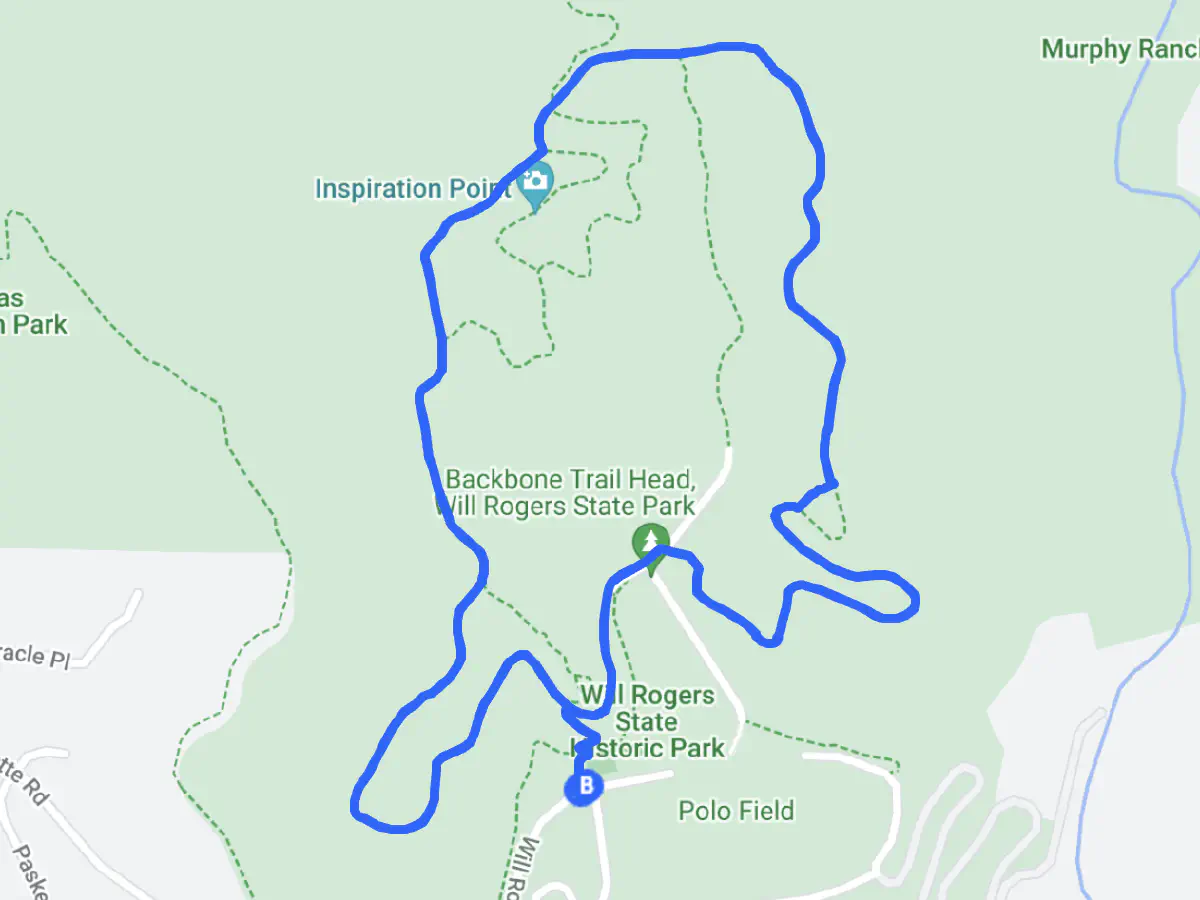 Murphy Ranch
Inspiration Point
as
n Park
Backbone Trail Head,
Will Rogers State Park
racle Pl
Will Rogers
State
Historic Park
B
tte Rd
Polo Field
Paske
Will Ro